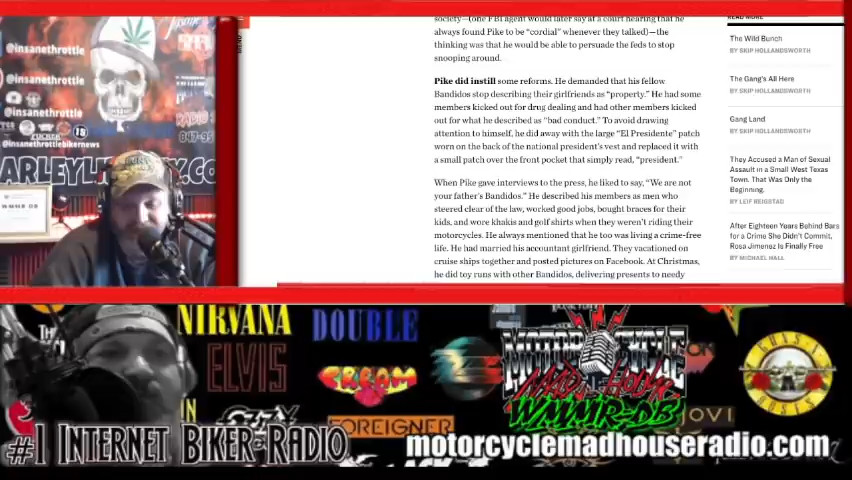 @insanethrottle
@insanethrottle
@insanethrottle
@insanethrottlebikernews
society—(one FBI agent would later say at a court hearing that he
always found Pike to be “cordial” whenever they talked)—the
thinking was that he would be able to persuade the feds to stop
snooping around.
Pike did instill some reforms. He demanded that his fellow
Bandidos stop describing their girlfriends as “property.” He had some
members kicked out for drug dealing and had other members kicked
out for what he described as “bad conduct.” To avoid drawing
attention to himself, he did away with the large “El Presidente” patch
worn on the back of the national president’s vest and replaced it with
a small patch over the front pocket that simply read, “president.”
When Pike gave interviews to the press, he liked to say, “We are not
your father’s Bandidos.” He described his members as men who
steered clear of the law, worked good jobs, bought braces for their
kids, and wore khakis and golf shirts when they weren’t riding their
motorcycles. He always mentioned that he too was living a crime-free
life. He had married his accountant girlfriend. They vacationed on
cruise ships together and posted pictures on Facebook. At Christmas,
he did toy runs with other Bandidos, delivering presents to needy
READ MORE
The Wild Bunch
BY SKIP HOLLANDSWORTH
The Gang’s All Here
BY SKIP HOLLANDSWORTH
Gang Land
BY SKIP HOLLANDSWORTH
They Accused a Man of Sexual
Assault in a Small West Texas
Town. That Was Only the
Beginning.
BY LEIF REIGSTAD
After Eighteen Years Behind Bars
for a Crime She Didn’t Commit,
Rosa Jimenez Is Finally Free
BY MICHAEL HALL
NIRVANA
DOUBLE
ELVIS
CREAM
FOREIGNER
MOTORCYCLE
MADHOUSE
WMMR-DB
GUNS N
ROSES
#1 INTERNET BIKER RADIO
motorcyclemadhouseradio.com